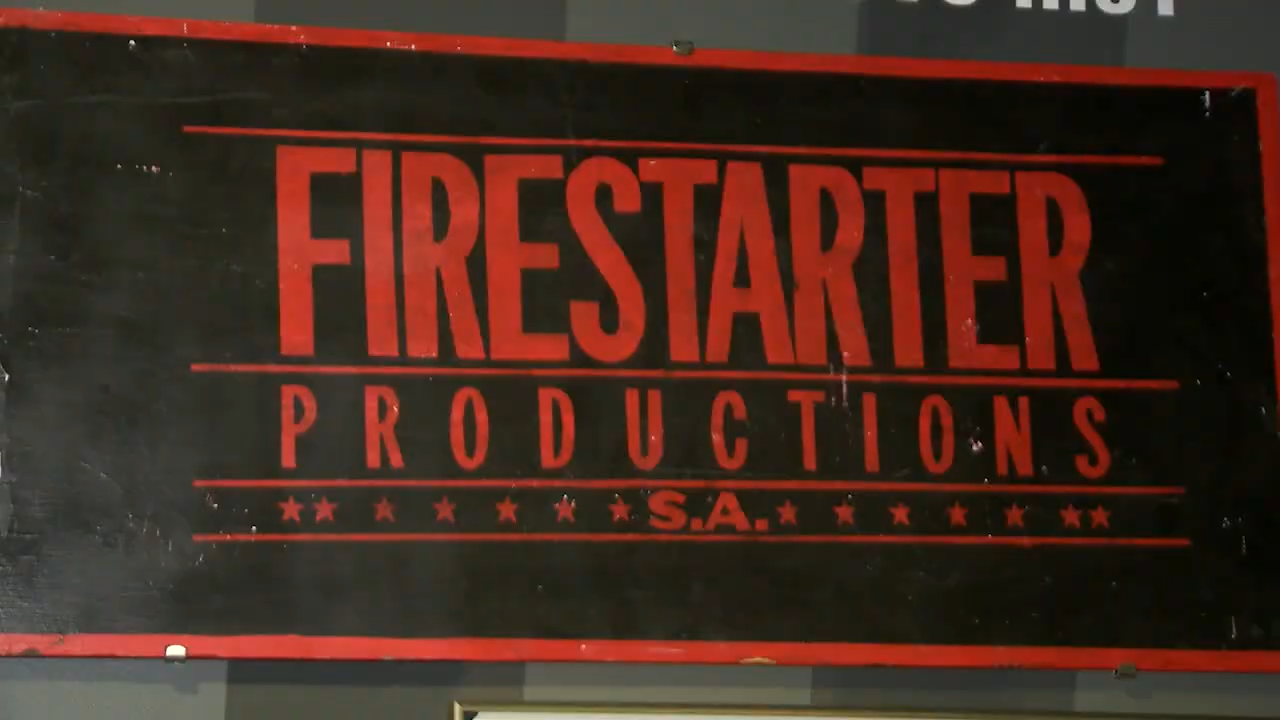 FIRESTARTER
PRODUCTIONS
★★ ★ ★ ★ ★ ★ S.A. ★ ★ ★ ★ ★ ★★